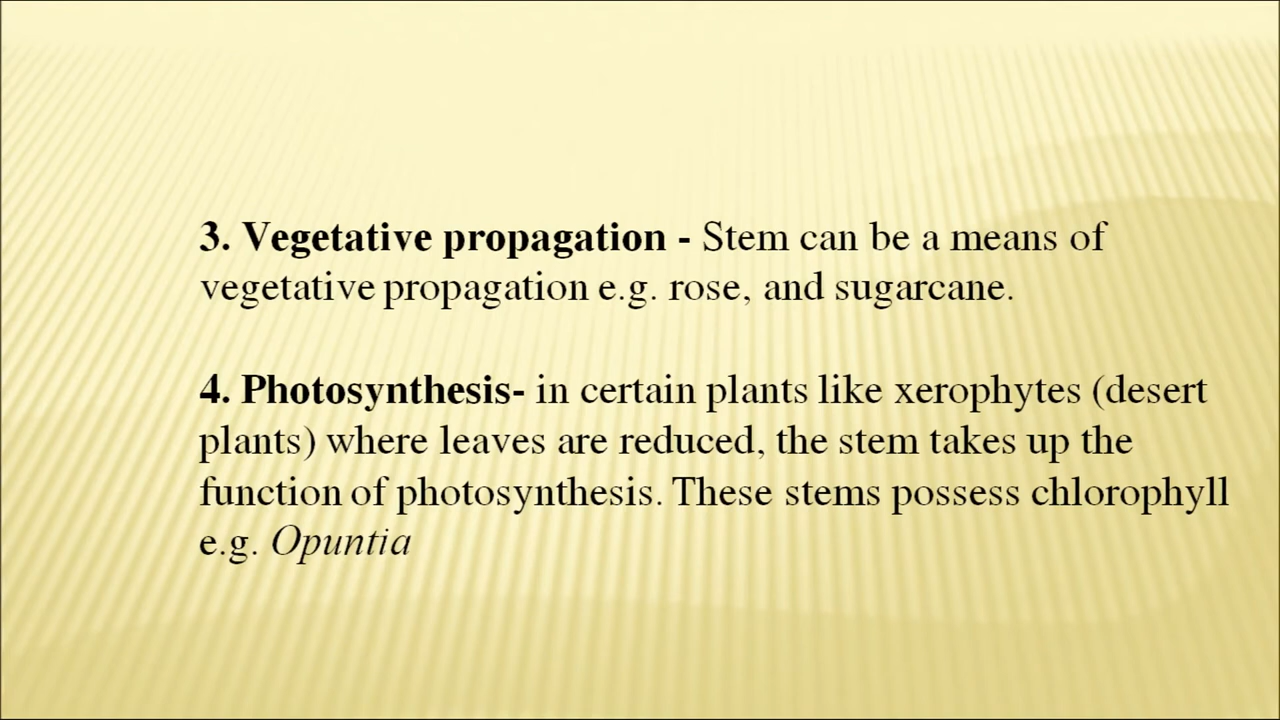 3. Vegetative propagation - Stem can be a means of
vegetative propagation e.g. rose, and sugarcane.
4. Photosynthesis- in certain plants like xerophytes (desert
plants) where leaves are reduced, the stem takes up the
function of photosynthesis. These stems possess chlorophyll
e.g. Opuntia